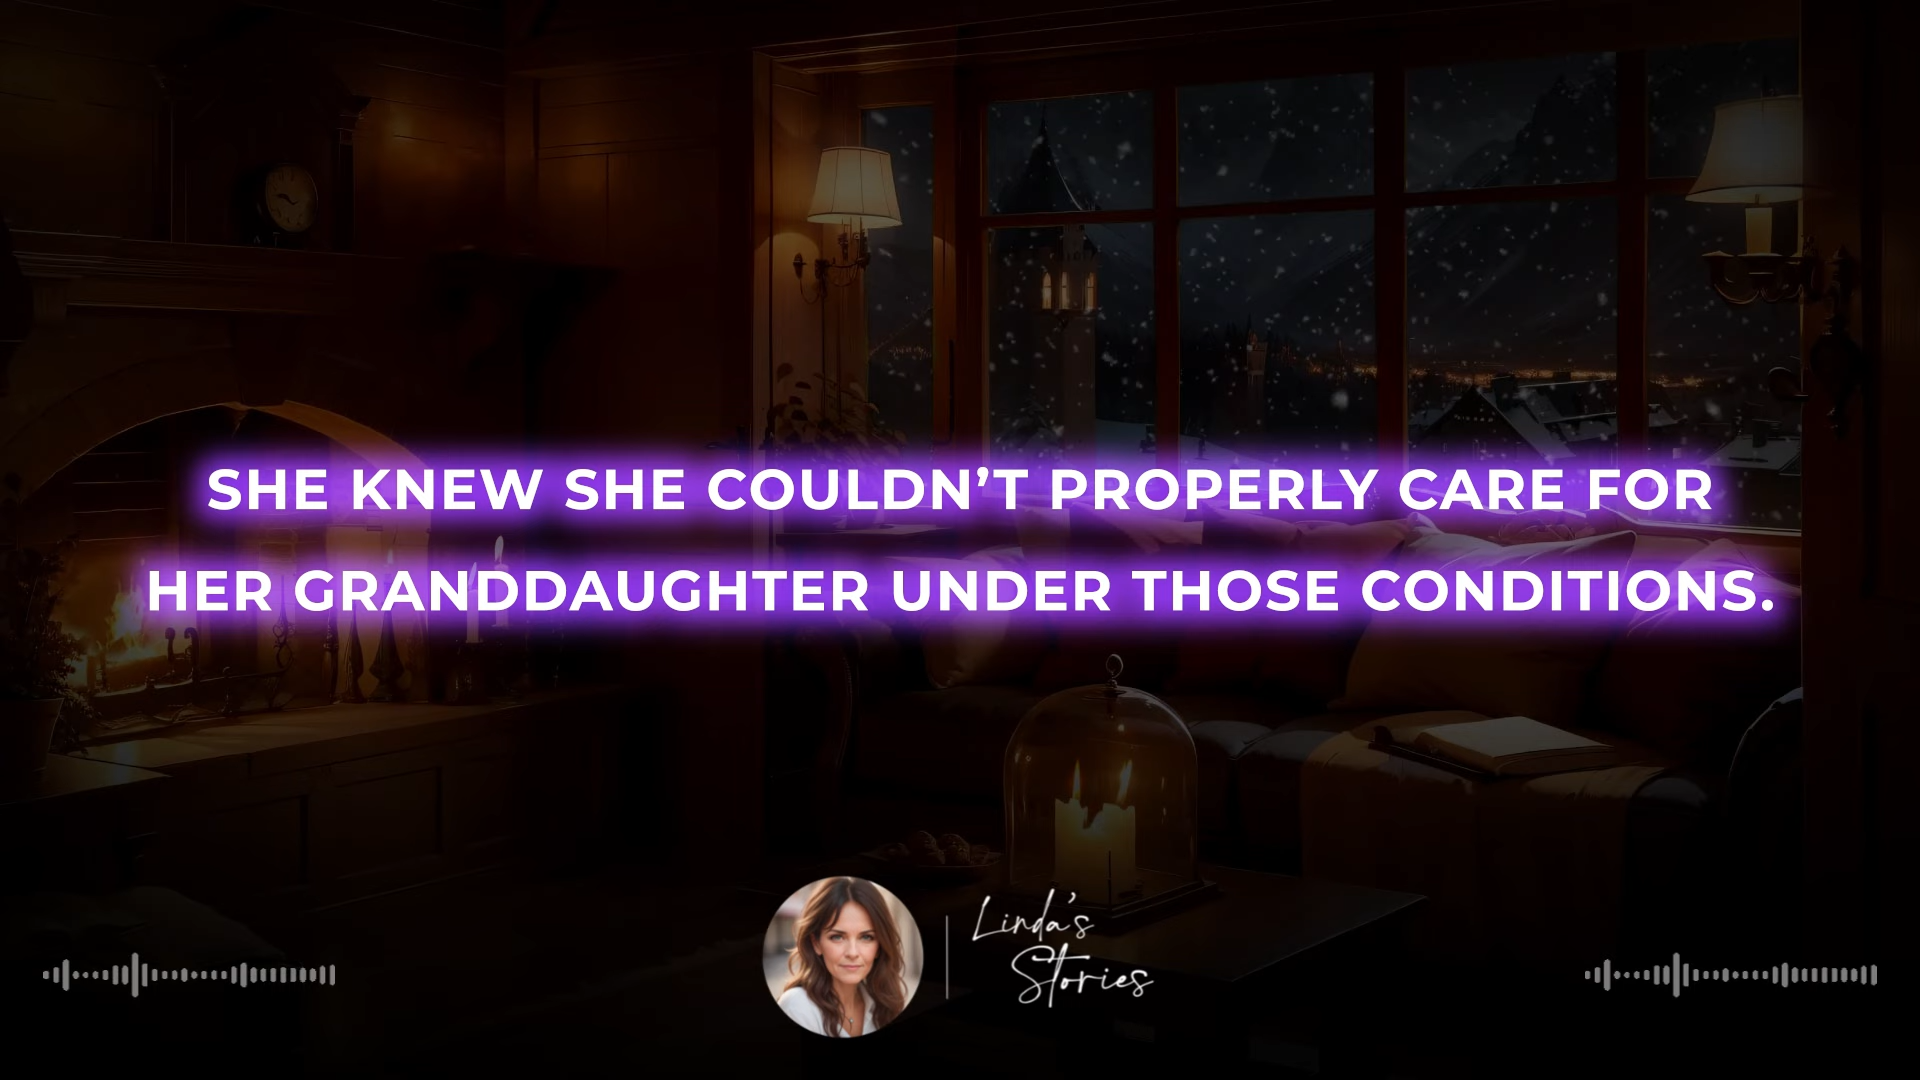 SHE KNEW SHE COULDN’T PROPERLY CARE FOR
HER GRANDDAUGHTER UNDER THOSE CONDITIONS.
Linda's
Stories